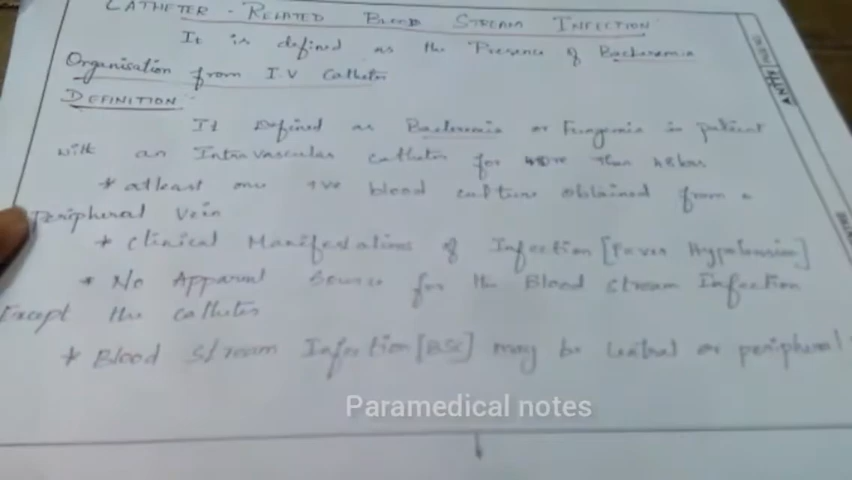 CATHETER - RELATED BLOOD STREAM INFECTION
It is defined as the Presence of Bacteremia
Organisation from I.V Catheter
DEFINITION:
It Defined as Bacteremia or Fungemia in patient
with an Intravascular catheter for more than 48hrs
* atleast one +ve blood culture obtained from a
Peripheral Vein
* Clinical Manifestations of Infection [Fever Hypotension]
* No Apparent Source for the Blood Stream Infection
Except the catheter
* Blood Stream Infection [BSI] may be Central or peripheral
Paramedical notes